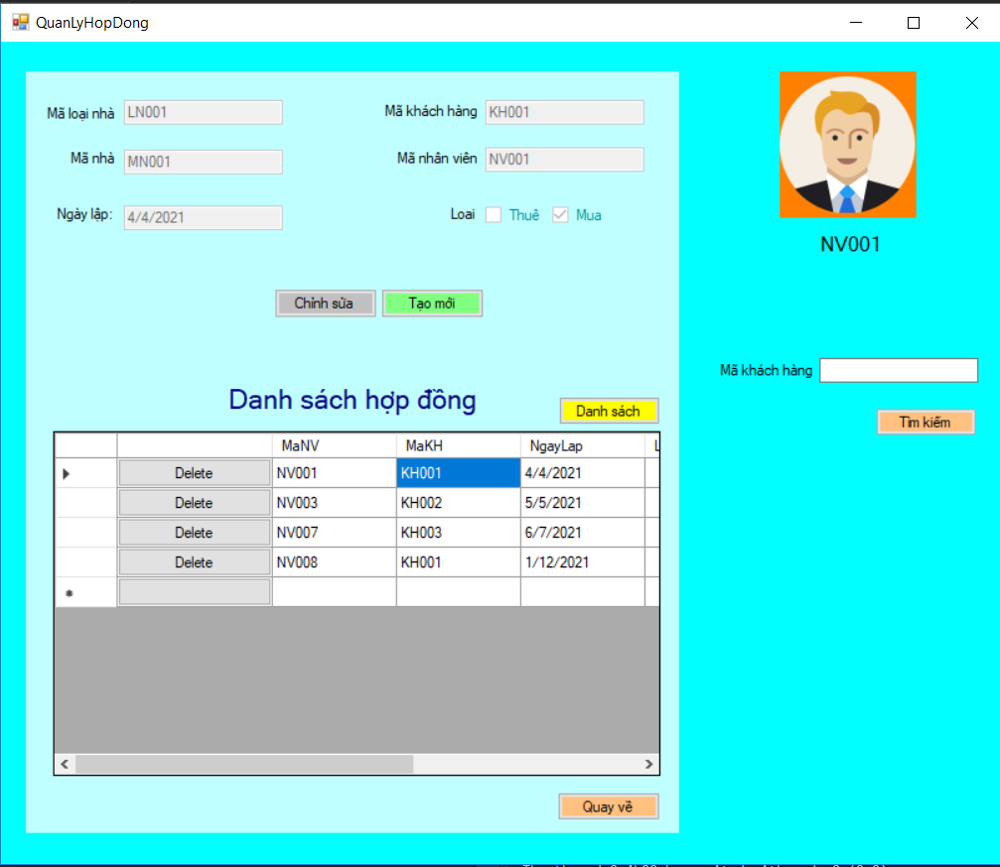 QuanLyHopDong
Mã loại nhà LN001 Mã khách hàng KH001
Mã nhà MN001 Mã nhân viên NV001
Ngày lập: 4/4/2021 Loai Thuê Mua
NV001
Chỉnh sửa Tạo mới
Mã khách hàng
Tìm kiếm
Danh sách hợp đồng
Danh sách
MaNV MaKH NgayLap
Delete NV001 KH001 4/4/2021
Delete NV003 KH002 5/5/2021
Delete NV007 KH003 6/7/2021
Delete NV008 KH001 1/12/2021
Quay về